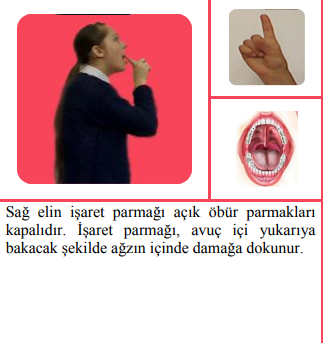 Sağ elin işaret parmağı açık öbür parmakları
kapalıdır. İşaret parmağı, avuç içi yukarıya
bakacak şekilde ağzın içinde damağa dokunur.